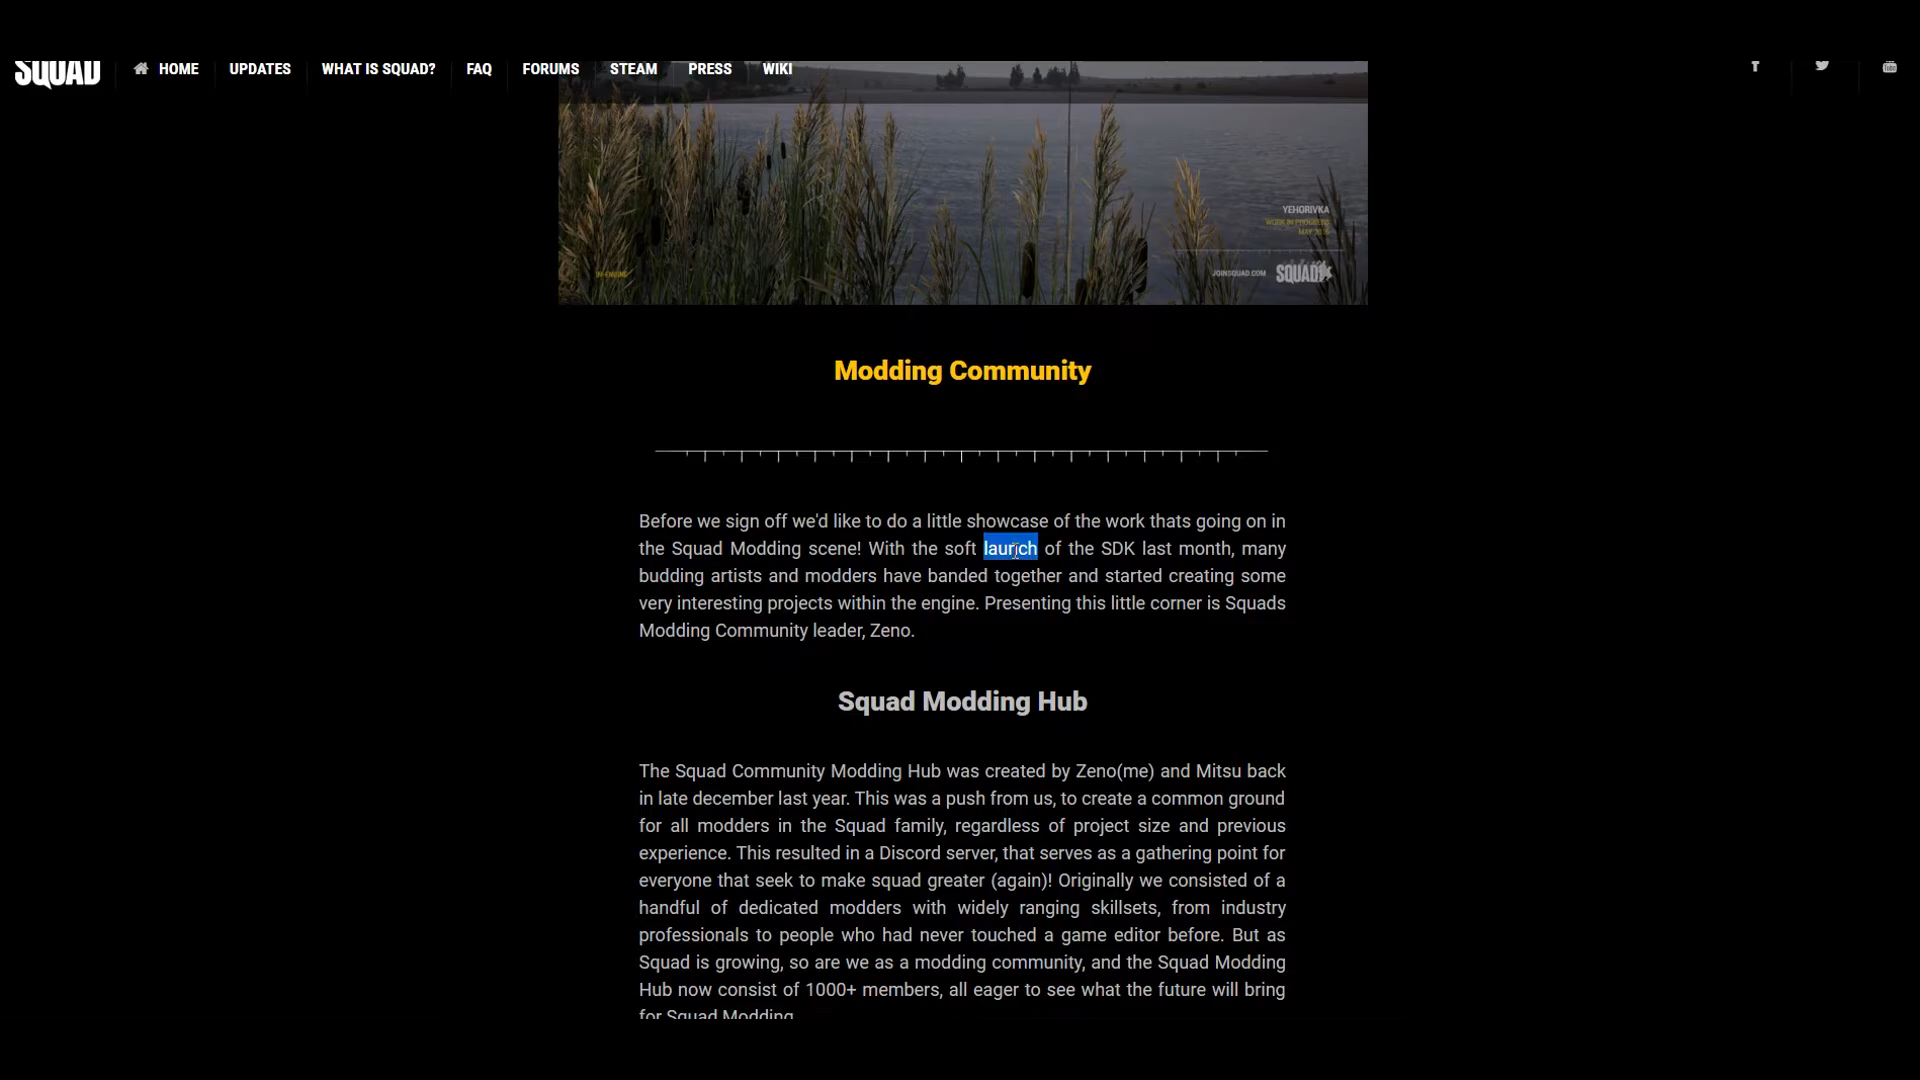 SQUAD HOME UPDATES WHAT IS SQUAD? FAQ FORUMS STEAM PRESS WIKI
YEHORIVKA
WORK IN PROGRESS
IN-ENGINE
JOINSQUAD.COM SQUAD
Modding Community
Before we sign off we'd like to do a little showcase of the work thats going on in
the Squad Modding scene! With the soft launch of the SDK last month, many
budding artists and modders have banded together and started creating some
very interesting projects within the engine. Presenting this little corner is Squads
Modding Community leader, Zeno.
Squad Modding Hub
The Squad Community Modding Hub was created by Zeno(me) and Mitsu back
in late december last year. This was a push from us, to create a common ground
for all modders in the Squad family, regardless of project size and previous
experience. This resulted in a Discord server, that serves as a gathering point for
everyone that seek to make squad greater (again)! Originally we consisted of a
handful of dedicated modders with widely ranging skillsets, from industry
professionals to people who had never touched a game editor before. But as
Squad is growing, so are we as a modding community, and the Squad Modding
Hub now consist of 1000+ members, all eager to see what the future will bring
for Squad Modding.